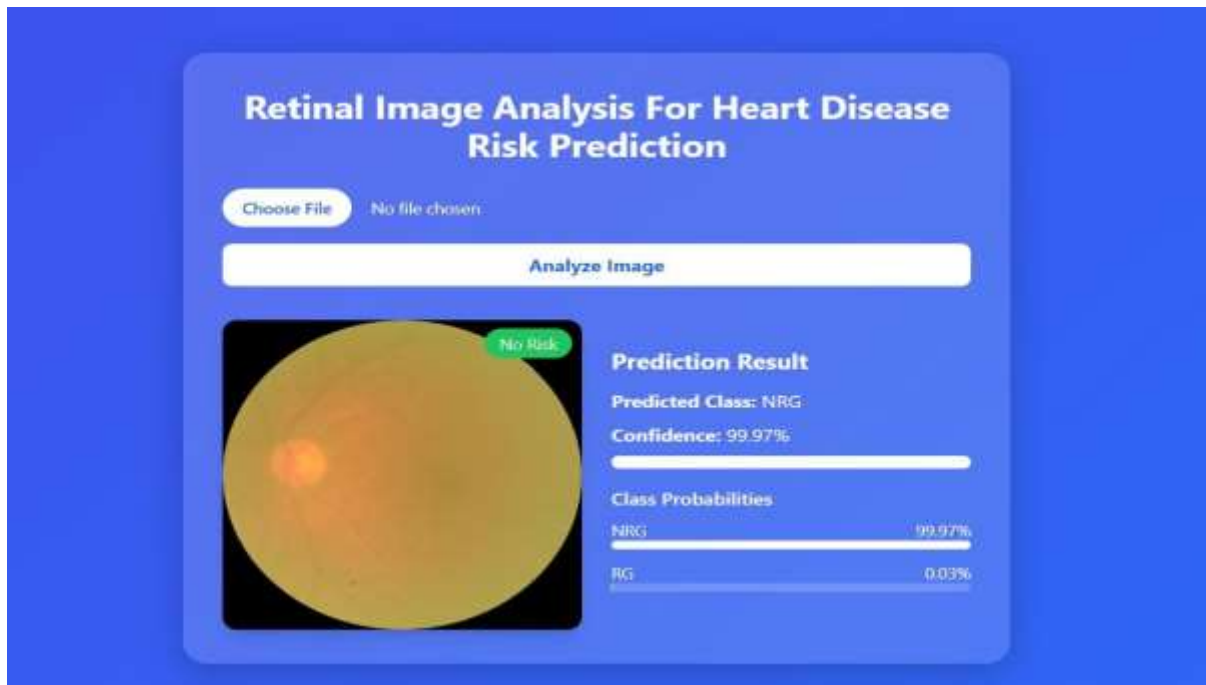 Retinal Image Analysis For Heart Disease
Risk Prediction
Choose File No file chosen
Analyze Image
No Risk
Prediction Result
Predicted Class: NRG
Confidence: 99.97%
Class Probabilities
NRG 99.97%
RG 0.03%